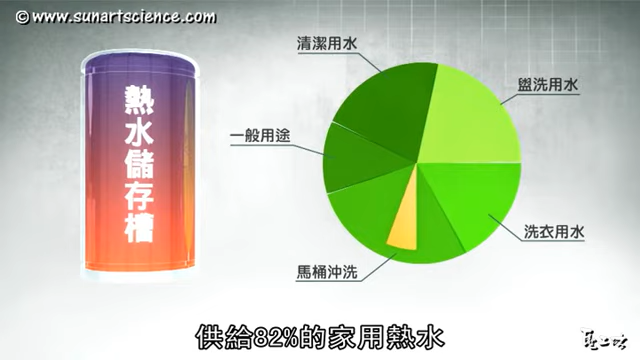 © www.sunartscience.com
熱水儲存槽
清潔用水
盥洗用水
一般用途
洗衣用水
馬桶沖洗
供給82%的家用熱水